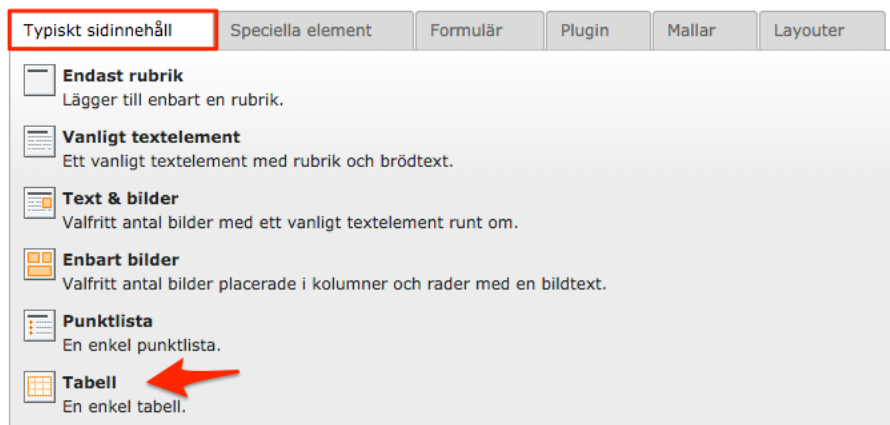 Typiskt sidinnehåll Speciella element Formulär Plugin Mallar Layouter
Endast rubrik
Lägger till enbart en rubrik.
Vanligt textelement
Ett vanligt textelement med rubrik och brödtext.
Text & bilder
Valfritt antal bilder med ett vanligt textelement runt om.
Enbart bilder
Valfritt antal bilder placerade i kolumner och rader med en bildtext.
Punktlista
En enkel punktlista.
Tabell
En enkel tabell.